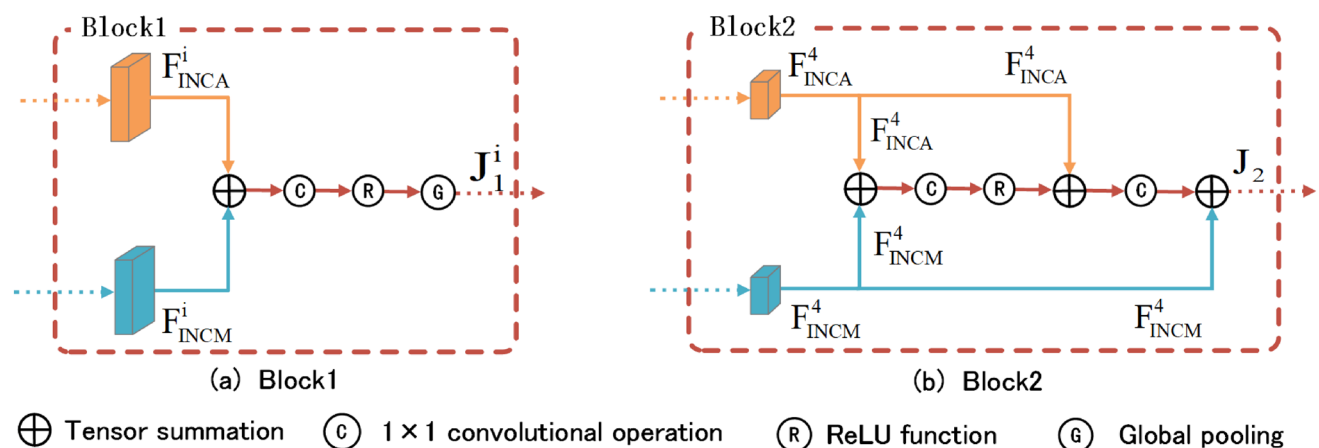 Block1
F^i_INCA
C R G J^i_1
F^i_INCM
(a) Block1
Block2
F^4_INCA F^4_INCA
F^4_INCA
C R C J_2
F^4_INCM
F^4_INCM F^4_INCM
(b) Block2
⊕ Tensor summation Ⓒ 1×1 convolutional operation Ⓡ ReLU function Ⓖ Global pooling